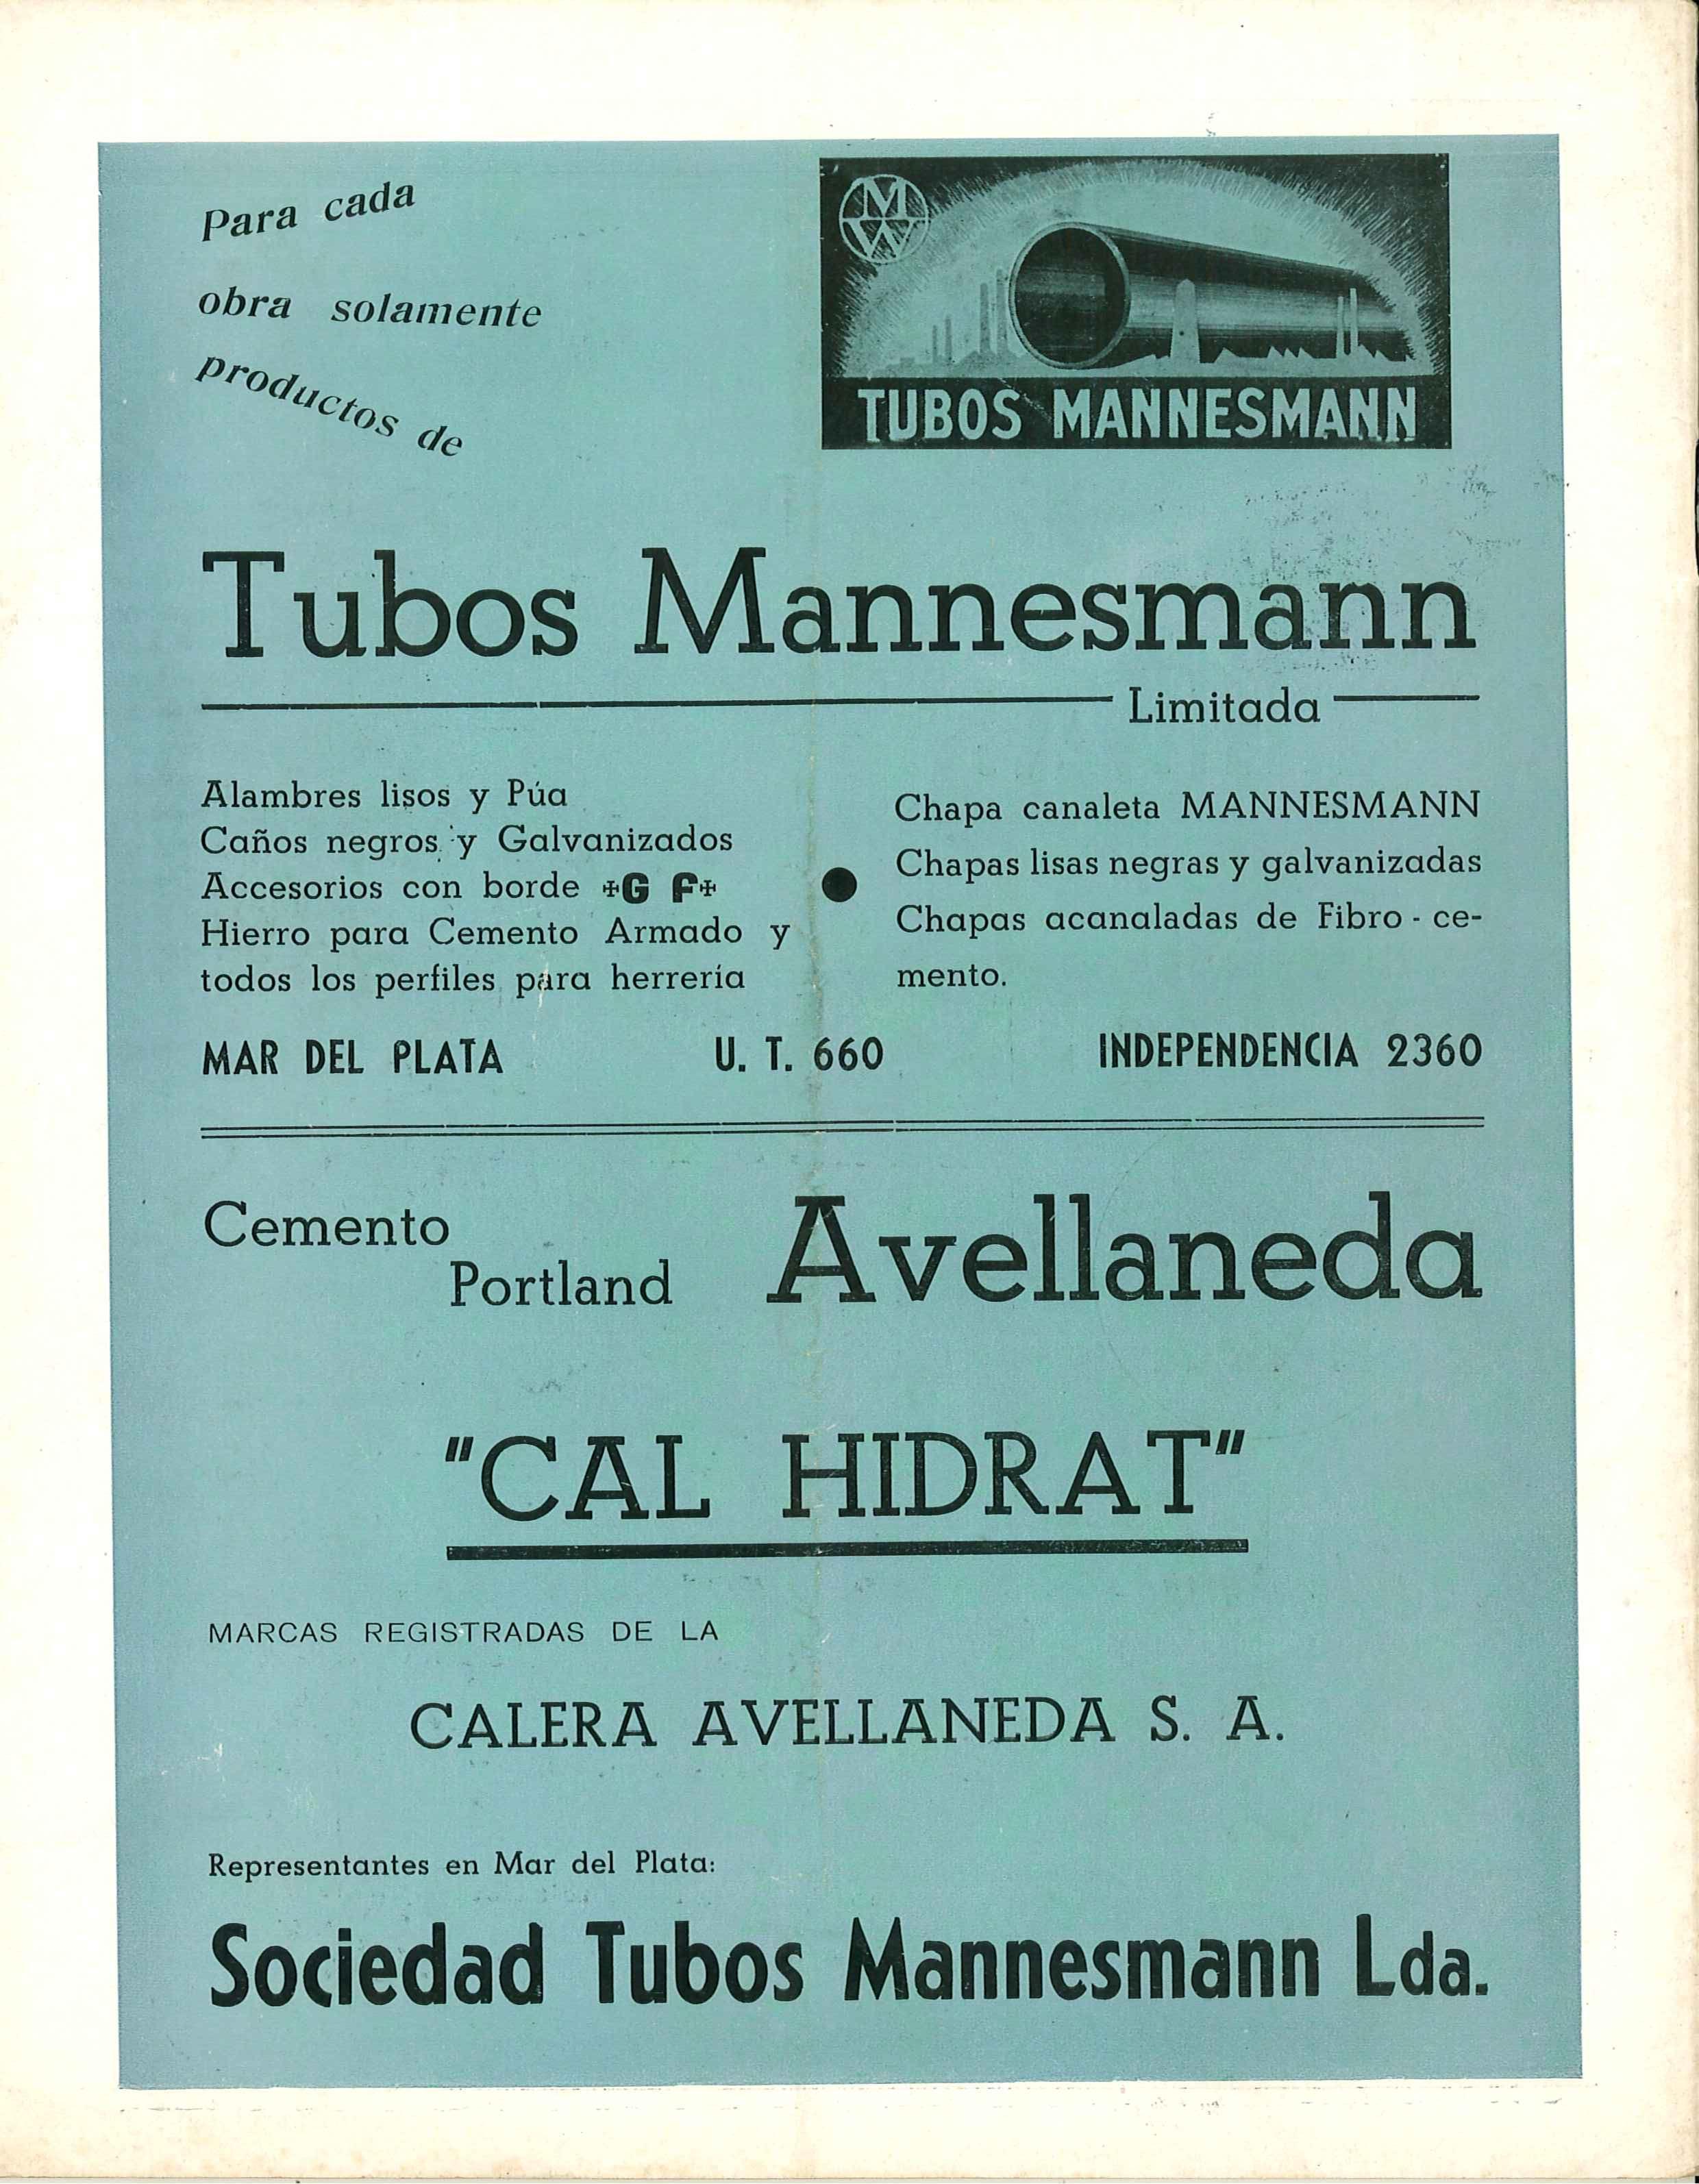 Para cada
obra solamente
productos de
MW
TUBOS MANNESMANN
Tubos Mannesmann
Limitada
Alambres lisos y Púa
Caños negros y Galvanizados
Accesorios con borde +G F+
Hierro para Cemento Armado y
todos los perfiles para herrería
Chapa canaleta MANNESMANN
Chapas lisas negras y galvanizadas
Chapas acanaladas de Fibro - ce-
mento.
MAR DEL PLATA U. T. 660 INDEPENDENCIA 2360
Cemento
Portland
Avellaneda
"CAL HIDRAT"
MARCAS REGISTRADAS DE LA
CALERA AVELLANEDA S. A.
Representantes en Mar del Plata:
Sociedad Tubos Mannesmann Lda.